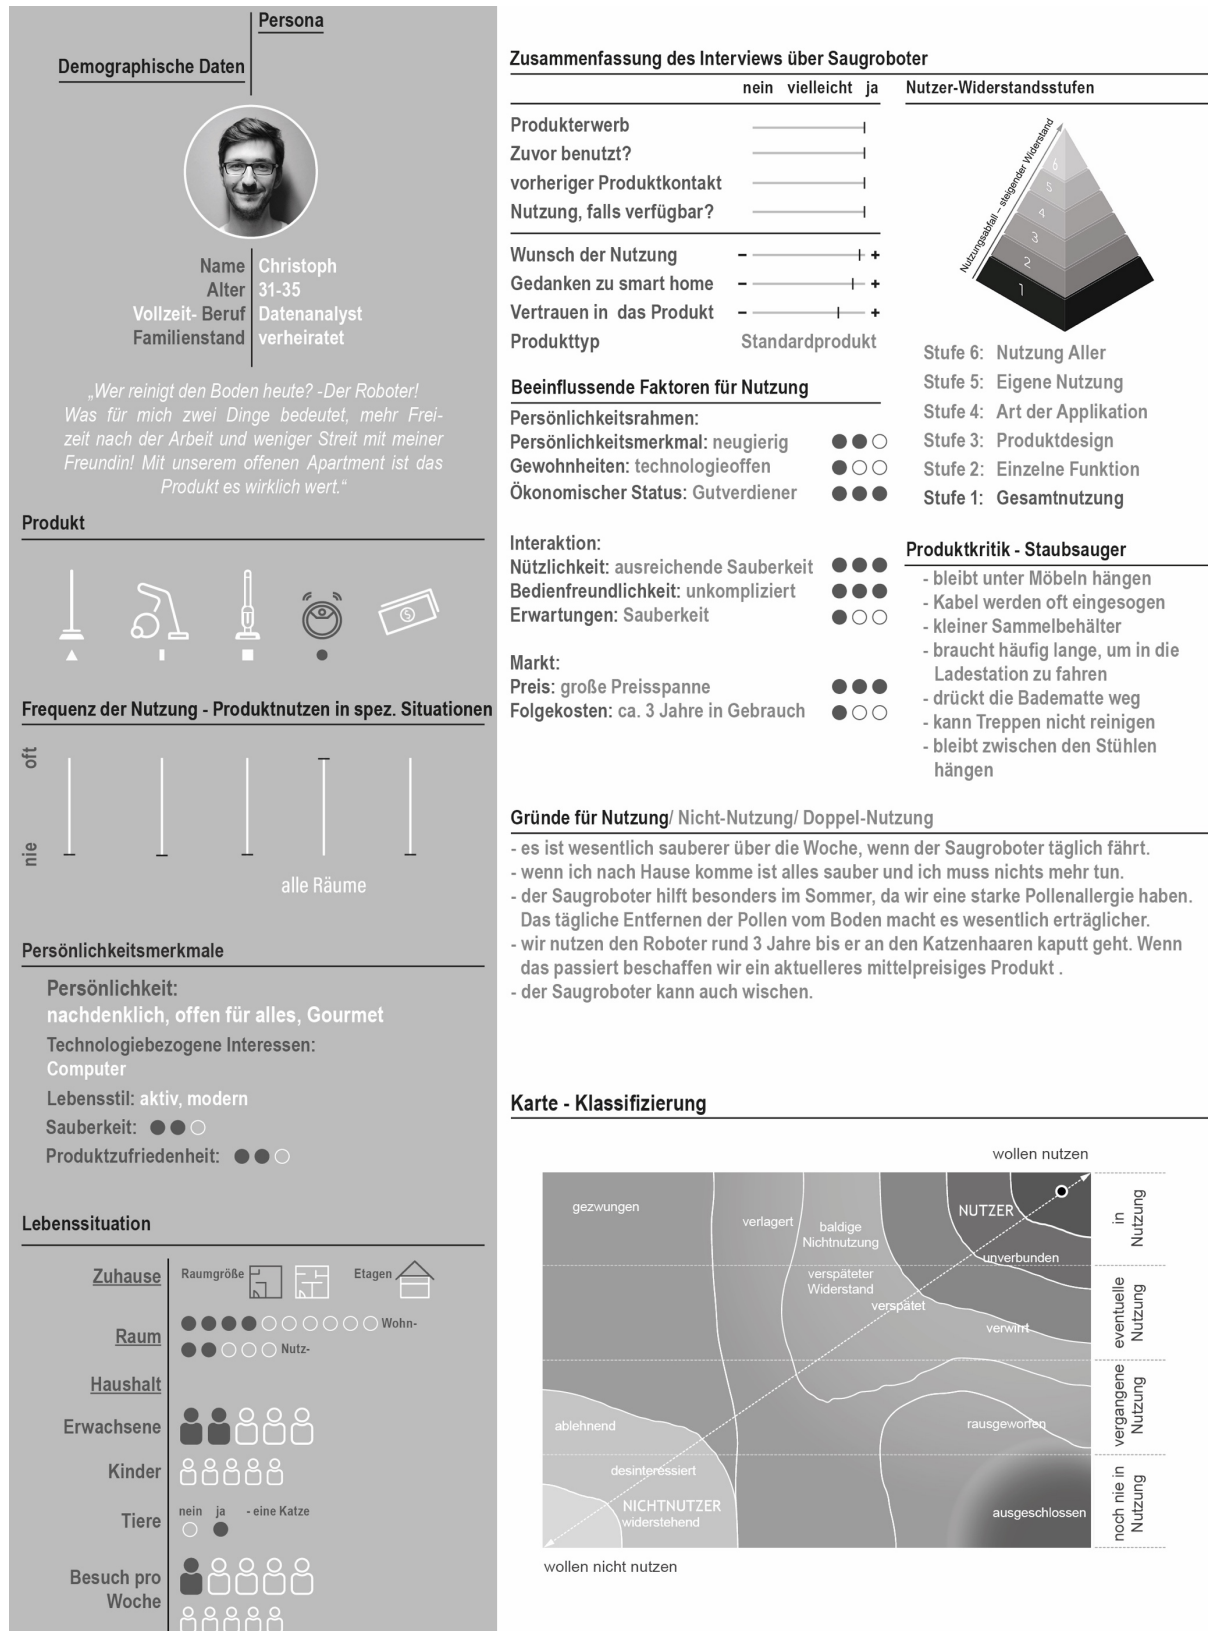 Persona
Demographische Daten
Name Christoph
Alter 31-35
Vollzeit- Beruf Datenanalyst
Familienstand verheiratet
„Wer reinigt den Boden heute? -Der Roboter!
Was für mich zwei Dinge bedeutet, mehr Frei-
zeit nach der Arbeit und weniger Streit mit meiner
Freundin! Mit unserem offenen Apartment ist das
Produkt es wirklich wert.“
Produkt
5
Frequenz der Nutzung - Produktnutzen in spez. Situationen
oft
nie
alle Räume
Persönlichkeitsmerkmale
Persönlichkeit:
nachdenklich, offen für alles, Gourmet
Technologiebezogene Interessen:
Computer
Lebensstil: aktiv, modern
Sauberkeit:
Produktzufriedenheit:
Lebenssituation
Zuhause Raumgröße Etagen
Raum Wohn-
Nutz-
Haushalt
Erwachsene
Kinder
Tiere nein ja - eine Katze
Besuch pro
Woche
Zusammenfassung des Interviews über Saugroboter
nein vielleicht ja
Produkterwerb
Zuvor benutzt?
vorheriger Produktkontakt
Nutzung, falls verfügbar?
Wunsch der Nutzung - +
Gedanken zu smart home - +
Vertrauen in das Produkt - +
Produkttyp Standardprodukt
Beeinflussende Faktoren für Nutzung
Persönlichkeitsrahmen:
Persönlichkeitsmerkmal: neugierig
Gewohnheiten: technologieoffen
Ökonomischer Status: Gutverdiener
Interaktion:
Nützlichkeit: ausreichende Sauberkeit
Bedienfreundlichkeit: unkompliziert
Erwartungen: Sauberkeit
Markt:
Preis: große Preisspanne
Folgekosten: ca. 3 Jahre in Gebrauch
Nutzer-Widerstandsstufen
Nutzungsabfall – steigender Widerstand
6
5
4
3
2
1
Stufe 6: Nutzung Aller
Stufe 5: Eigene Nutzung
Stufe 4: Art der Applikation
Stufe 3: Produktdesign
Stufe 2: Einzelne Funktion
Stufe 1: Gesamtnutzung
Produktkritik - Staubsauger
- bleibt unter Möbeln hängen
- Kabel werden oft eingesogen
- kleiner Sammelbehälter
- braucht häufig lange, um in die
Ladestation zu fahren
- drückt die Badematte weg
- kann Treppen nicht reinigen
- bleibt zwischen den Stühlen
hängen
Gründe für Nutzung/ Nicht-Nutzung/ Doppel-Nutzung
- es ist wesentlich sauberer über die Woche, wenn der Saugroboter täglich fährt.
- wenn ich nach Hause komme ist alles sauber und ich muss nichts mehr tun.
- der Saugroboter hilft besonders im Sommer, da wir eine starke Pollenallergie haben.
Das tägliche Entfernen der Pollen vom Boden macht es wesentlich erträglicher.
- wir nutzen den Roboter rund 3 Jahre bis er an den Katzenhaaren kaputt geht. Wenn
das passiert beschaffen wir ein aktuelleres mittelpreisiges Produkt .
- der Saugroboter kann auch wischen.
Karte - Klassifizierung
wollen nutzen
gezwungen
verlagert
baldige
Nichtnutzung
NUTZER
unverbunden
verspäteter
Widerstand
verspätet
verwirrt
ablehnend
rausgeworfen
desinteressiert
NICHTNUTZER
widerstehend
ausgeschlossen
in
Nutzung
eventuelle
Nutzung
vergangene
Nutzung
noch nie in
Nutzung
wollen nicht nutzen